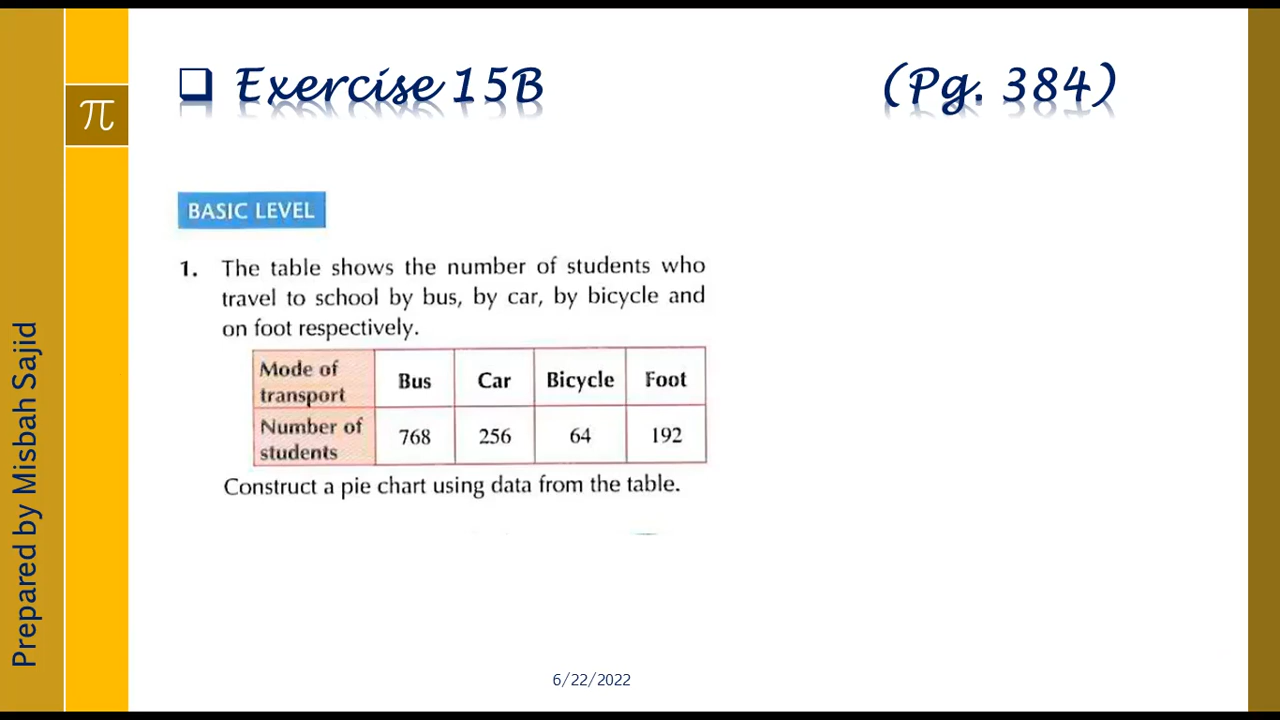 ❑ Exercise 15B (Pg. 384)
π
BASIC LEVEL
1. The table shows the number of students who
travel to school by bus, by car, by bicycle and
on foot respectively.
Mode of transport Bus Car Bicycle Foot
Number of students 768 256 64 192
Construct a pie chart using data from the table.
Prepared by Misbah Sajid
6/22/2022